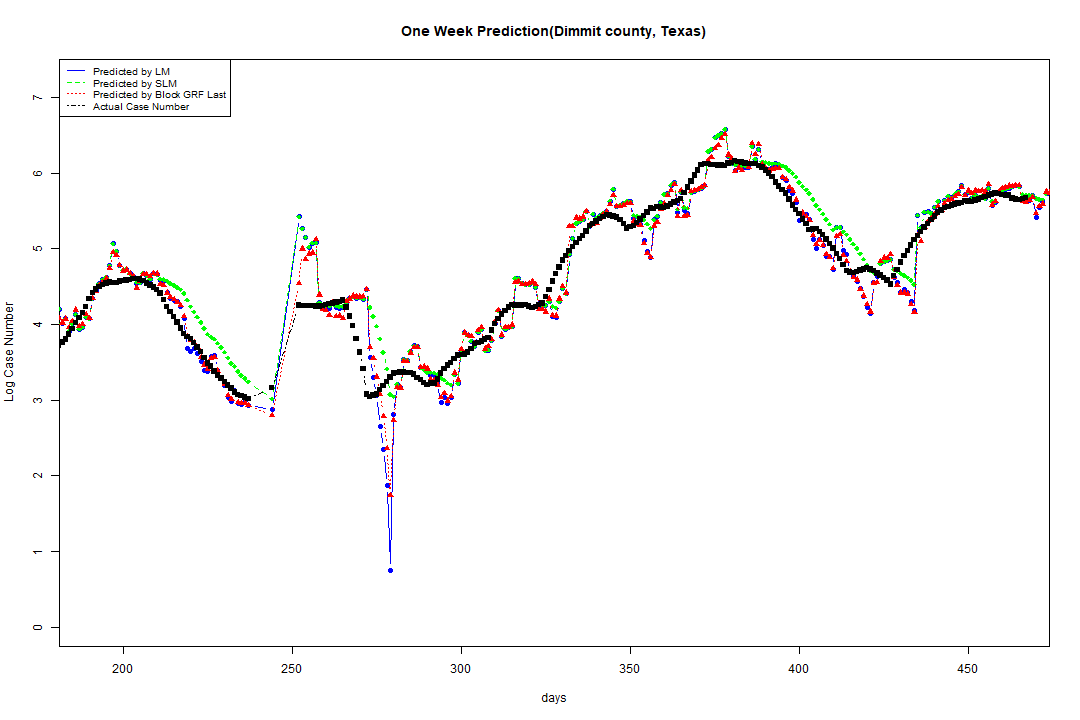 One Week Prediction(Dimmit county, Texas)
Predicted by LM
Predicted by SLM
Predicted by Block GRF Last
Actual Case Number
7
6
5
4
3
2
1
0
Log Case Number
200 250 300 350 400 450
days